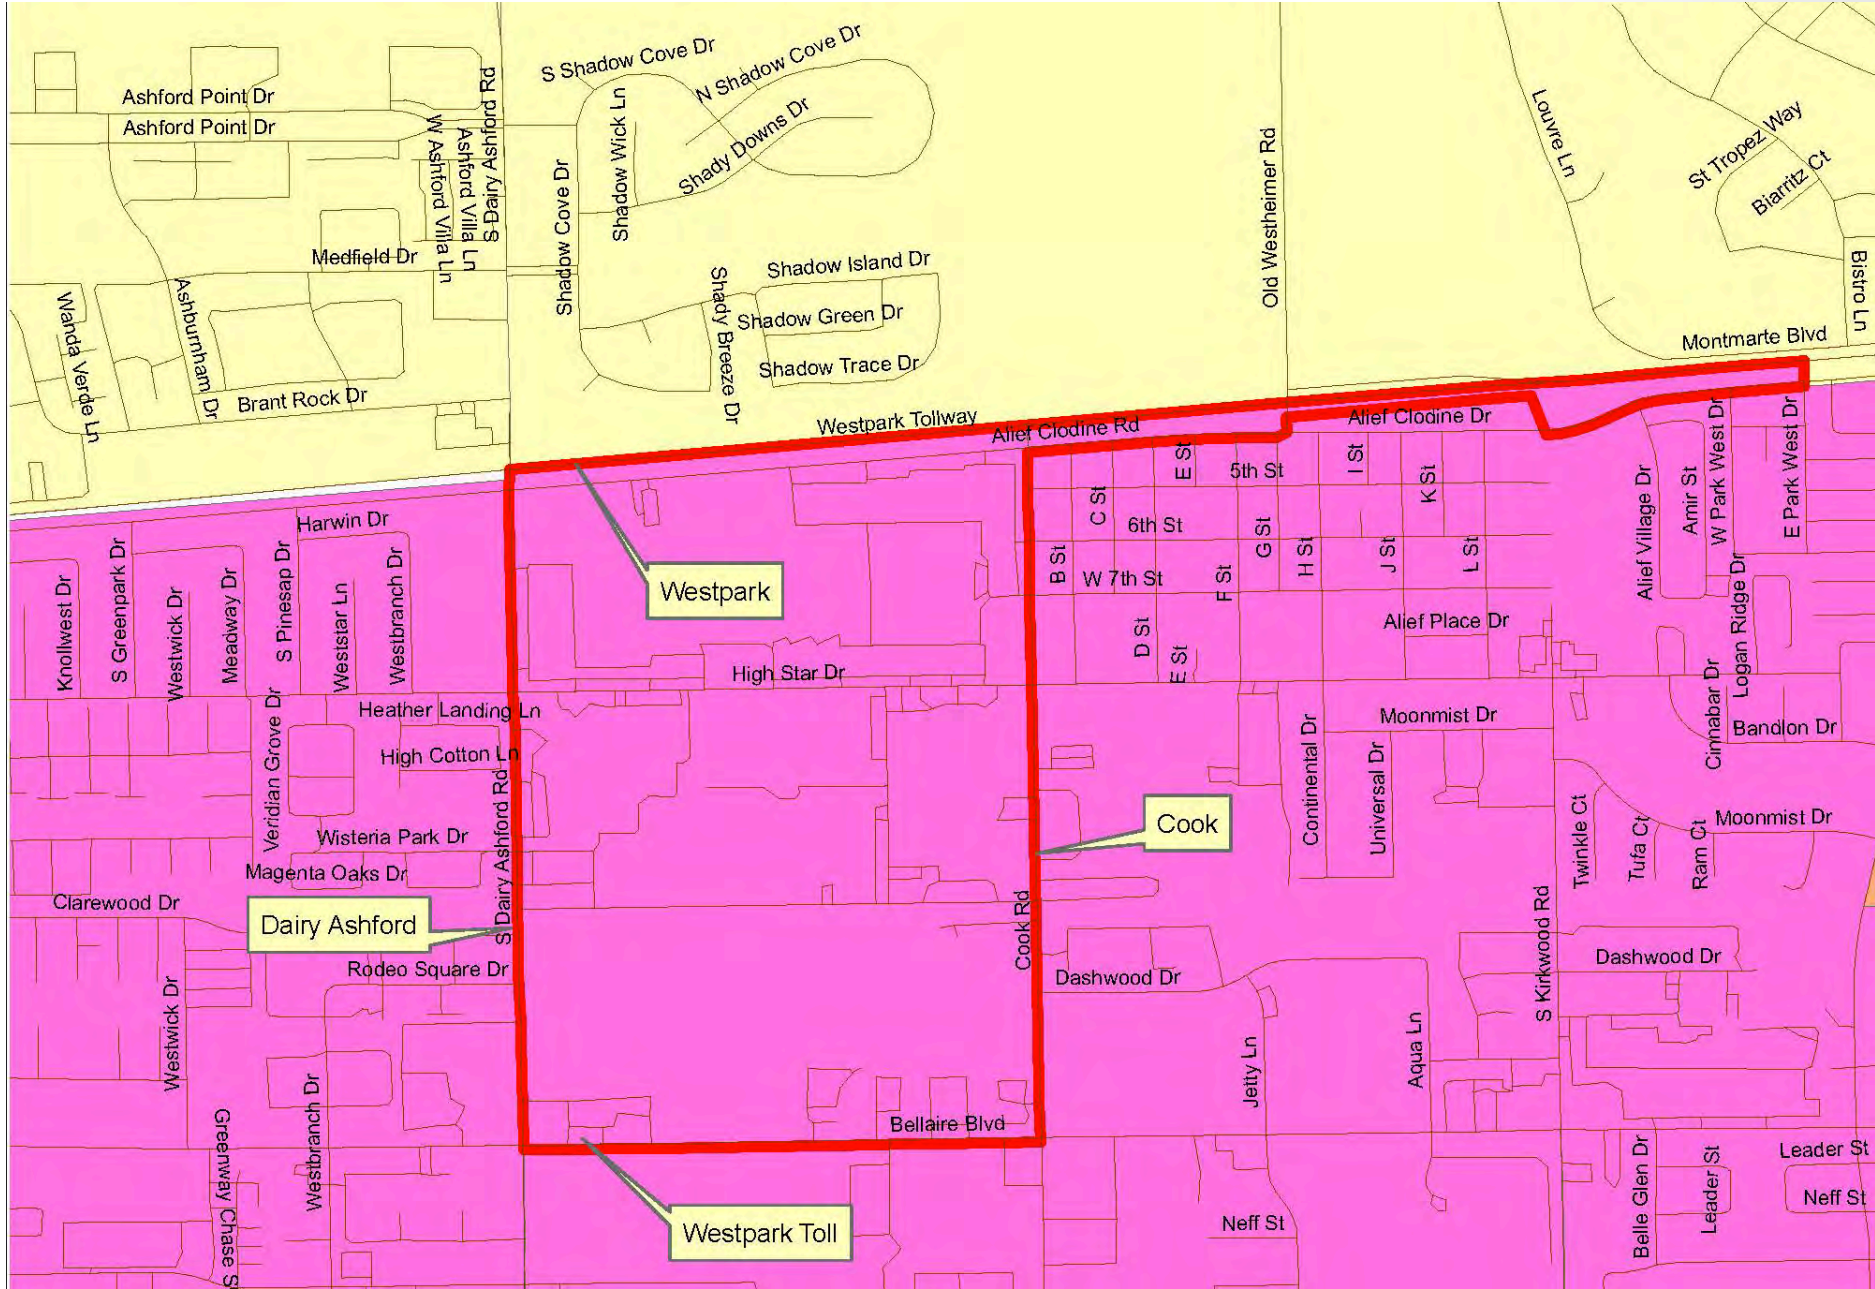 S Shadow Cove Dr
N Shadow Cove Dr
Ashford Point Dr
Ashford Point Dr
W Ashford Villa Ln
Ashford Villa Ln
S Dairy Ashford Rd
Shadow Wick Ln
Shady Downs Dr
Shadow Cove Dr
Old Westheimer Rd
Louvre Ln
St Tropez Way
Biarritz Ct
Bistro Ln
Medfield Dr
Wanda Verde Ln
Ashburnham Dr
Brant Rock Dr
Shadow Island Dr
Shadow Green Dr
Shadow Trace Dr
Shady Breeze Dr
Montmarte Blvd
Westpark Tollway
Alief Clodine Rd
Alief Clodine Dr
Harwin Dr
Knollwest Dr
S Greenpark Dr
Westwick Dr
Meadway Dr
S Pinesap Dr
Weststar Ln
Westbranch Dr
Westpark
5th St
6th St
W 7th St
B St
C St
D St
E St
E St
F St
G St
H St
I St
J St
K St
L St
Alief Place Dr
Alief Village Dr
Amir St
W Park West Dr
E Park West Dr
Logan Ridge Dr
High Star Dr
Heather Landing Ln
High Cotton Ln
Veridian Grove Dr
Wisteria Park Dr
Magenta Oaks Dr
S Dairy Ashford Rd
Clarewood Dr
Dairy Ashford
Rodeo Square Dr
Westwick Dr
Westbranch Dr
Greenway Chase S
Cook
Cook Rd
Continental Dr
Universal Dr
Moonmist Dr
Cinnabar Dr
Bandlon Dr
Moonmist Dr
Twinkle Ct
Tufa Ct
Ram Ct
S Kirkwood Rd
Dashwood Dr
Dashwood Dr
Jetty Ln
Aqua Ln
Bellaire Blvd
Westpark Toll
Neff St
Belle Glen Dr
Leader St
Leader St
Neff St